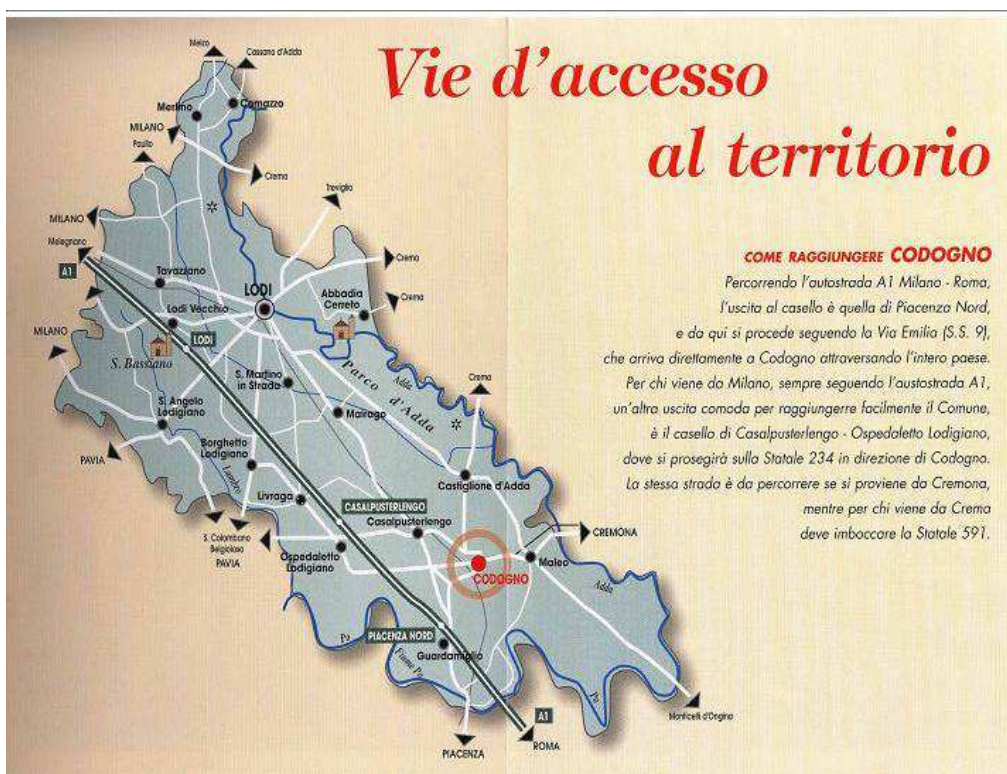 Vie d'accesso
al territorio
COME RAGGIUNGERE CODOGNO
Percorrendo l'autostrada A1 Milano - Roma,
l'uscita al casello è quella di Piacenza Nord,
e da qui si procede seguendo la Via Emilia (S.S. 9),
che arriva direttamente a Codogno attraversando l'intero paese.
Per chi viene da Milano, sempre seguendo l'austostrada A1,
un'altra uscita comoda per raggiungerre facilmente il Comune,
è il casello di Casalpusterlengo - Ospedaletto Lodigiano,
dove si prosegirà sulla Statale 234 in direzione di Codogno.
La stessa strada è da percorrere se si proviene da Cremona,
mentre per chi viene da Crema
deve imboccare la Statale 591.
Melzo
Cassano d'Adda
Merlino
Comazzo
MILANO
Paullo
Crema
Treviglio
MILANO
Melegnano
Crema
A1
Tavazzano
LODI
Abbadia
Cerreto
Crema
Lodi Vecchio
MILANO
LODI
S. Bassiano
S. Martino
in Strada
Parco
d'Adda
Adda
Crema
S. Angelo
Lodigiano
Mairago
PAVIA
Borghetto
Lodigiano
Lambro
Castiglione d'Adda
Livraga
CASALPUSTERLENGO
Casalpusterlengo
CREMONA
S. Colombano
Belgioioso
PAVIA
Ospedaletto
Lodigiano
CODOGNO
Maleo
Adda
Po
PIACENZA NORD
Guardamiglio
Fiume Po
Po
A1
ROMA
PIACENZA
Monticelli d'Ongina